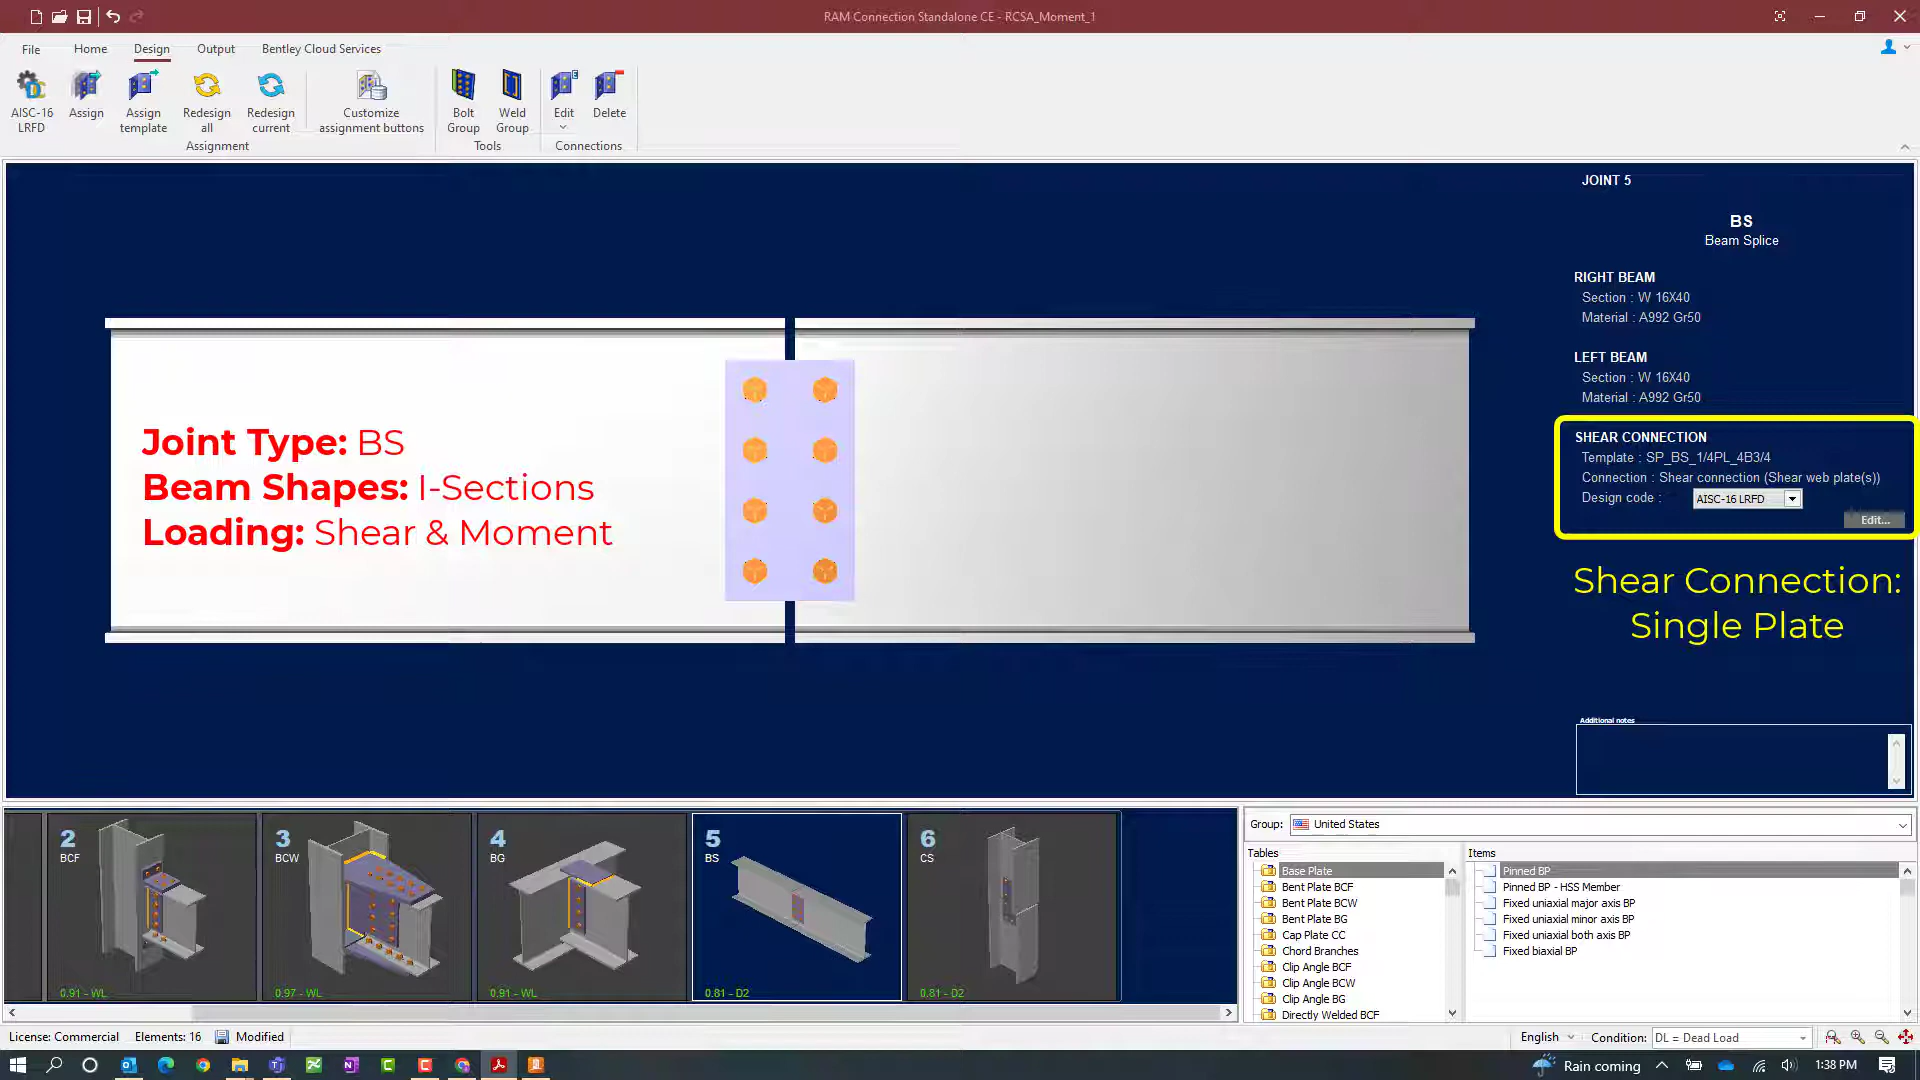 RAM Connection Standalone CE - RCSA_Moment_1
File
Home
Design
Output
Bentley Cloud Services
AISC-16
LRFD
Assign
Assign
template
Redesign
all
Redesign
current
Customize
assignment buttons
Bolt
Group
Weld
Group
Edit
Delete
Assignment
Tools
Connections
JOINT 5
BS
Beam Splice
RIGHT BEAM
Section : W 16X40
Material : A992 Gr50
LEFT BEAM
Section : W 16X40
Material : A992 Gr50
SHEAR CONNECTION
Template : SP_BS_1/4PL_4B3/4
Connection : Shear connection (Shear web plate(s))
Design code :
AISC-16 LRFD
Edit...
Joint Type: BS
Beam Shapes: I-Sections
Loading: Shear & Moment
Shear Connection:
Single Plate
Additional notes
2
BCF
0.91 - WL
3
BCW
0.97 - WL
4
BG
0.91 - WL
5
BS
0.81 - D2
6
CS
0.81 - D2
Group:
United States
Tables
Base Plate
Bent Plate BCF
Bent Plate BCW
Bent Plate BG
Cap Plate CC
Chord Branches
Clip Angle BCF
Clip Angle BCW
Clip Angle BG
Directly Welded BCF
Items
Pinned BP
Pinned BP - HSS Member
Fixed uniaxial major axis BP
Fixed uniaxial minor axis BP
Fixed uniaxial both axis BP
Fixed biaxial BP
License: Commercial
Elements: 16
Modified
English
Condition:
DL = Dead Load
Rain coming
1:38 PM